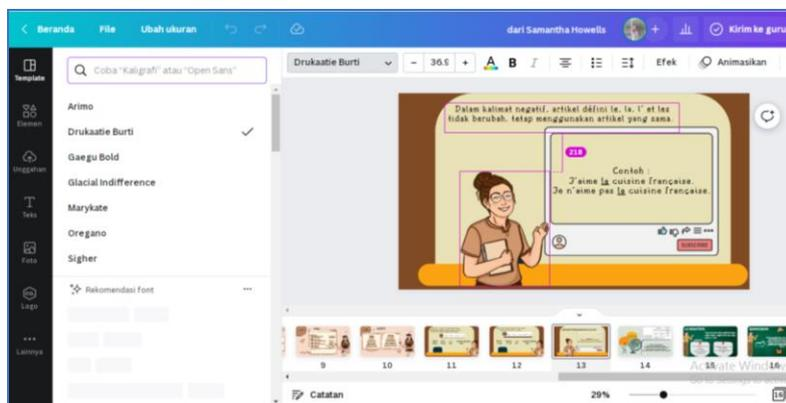 Beranda File Ubah ukuran dari Samantha Howells + Kirim ke guru
Drukaatie Burti - 36.9 + A B I Efek Animasikan
Template
Elemen
Unggahan
Teks
Foto
Logo
Lainnya
Coba "Kaligrafi" atau "Open Sans"
Arimo
Drukaatie Burti
Gaegu Bold
Glacial Indifference
Marykate
Oregano
Sigher
Rekomendasi font
Dalam kalimat negatif, artikel défini le, la, l' et les
tidak berubah, tetap menggunakan artikel yang sama.
218
Contoh :
J'aime la cuisine française.
Je n'aime pas la cuisine française.
SUBSCRIBE
9 10 11 12 13 14 15 16
Activate Windows
Catatan 29% 16